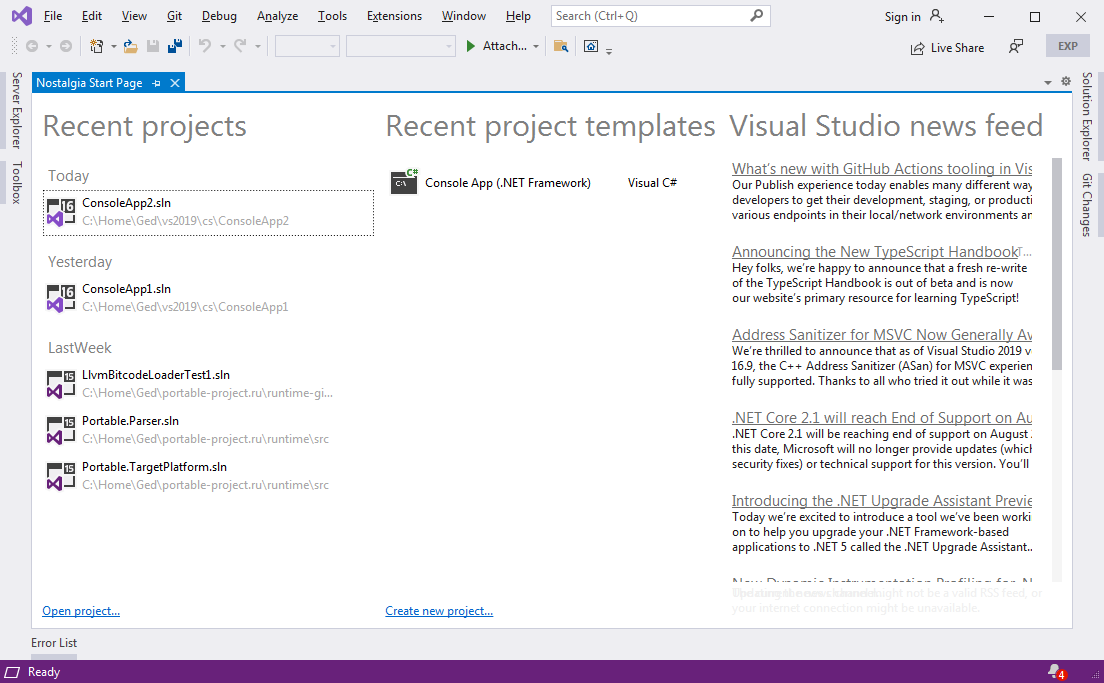 File Edit View Git Debug Analyze Tools Extensions Window Help Search (Ctrl+Q) Sign in
Attach... Live Share EXP
Nostalgia Start Page
Server Explorer
Toolbox
Recent projects
Today
16
ConsoleApp2.sln
C:\Home\Ged\vs2019\cs\ConsoleApp2
Yesterday
16
ConsoleApp1.sln
C:\Home\Ged\vs2019\cs\ConsoleApp1
LastWeek
15
LlvmBitcodeLoaderTest1.sln
C:\Home\Ged\portable-project.ru\runtime-gi...
15
Portable.Parser.sln
C:\Home\Ged\portable-project.ru\runtime\src
15
Portable.TargetPlatform.sln
C:\Home\Ged\portable-project.ru\runtime\src
Open project...
Recent project templates
C#
C:\
Console App (.NET Framework) Visual C#
Create new project...
Visual Studio news feed
What's new with GitHub Actions tooling in Vis
Our Publish experience today enables many different way
developers to get their development, staging, or producti
various endpoints in their local/network environments an
Announcing the New TypeScript Handbook T...
Hey folks, we're happy to announce that a fresh re-write
of the TypeScript Handbook is out of beta and is now
our website's primary resource for learning TypeScript!
Address Sanitizer for MSVC Now Generally Av
We're thrilled to announce that as of Visual Studio 2019 v
16.9, the C++ Address Sanitizer (ASan) for MSVC experien
fully supported. Thanks to all who tried it out while it was
.NET Core 2.1 will reach End of Support on Au
.NET Core 2.1 will be reaching end of support on August
this date, Microsoft will no longer provide updates (which
security fixes) or technical support for this version. You'll
Introducing the .NET Upgrade Assistant Previe
Today we're excited to introduce a tool we've been worki
on to help you upgrade your .NET Framework-based
applications to .NET 5 called the .NET Upgrade Assistant..
New Dynamic Instrumentation Profiling for .N
might not be a valid RSS feed, or
your internet connection might be unavailable.
Solution Explorer
Git Changes
Error List
Ready 4